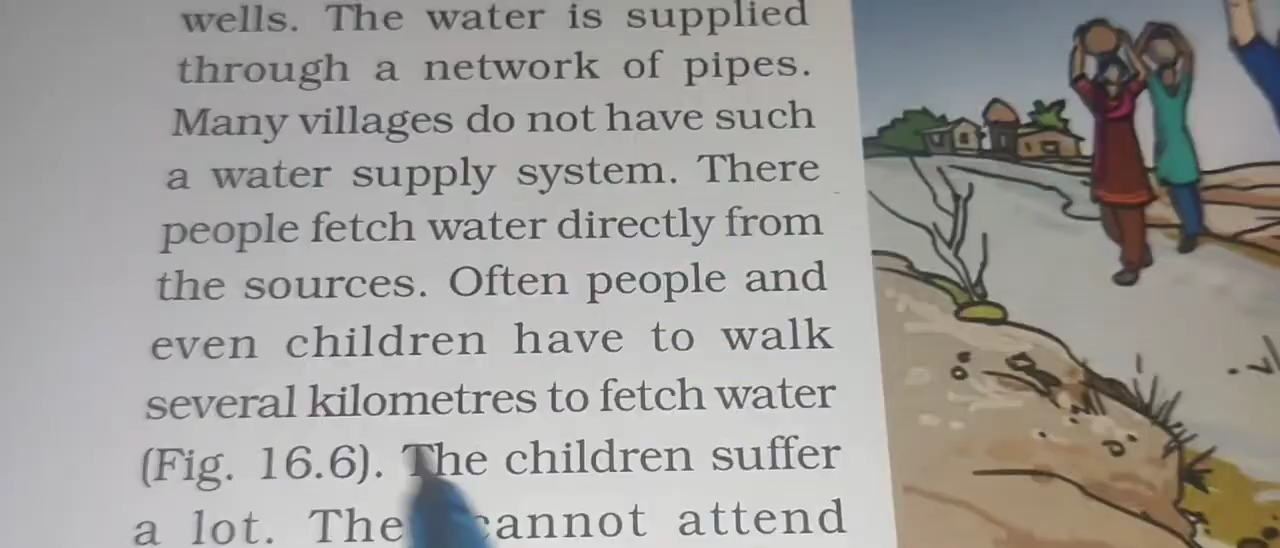 wells. The water is supplied
through a network of pipes.
Many villages do not have such
a water supply system. There
people fetch water directly from
the sources. Often people and
even children have to walk
several kilometres to fetch water
(Fig. 16.6). The children suffer
a lot. The cannot attend